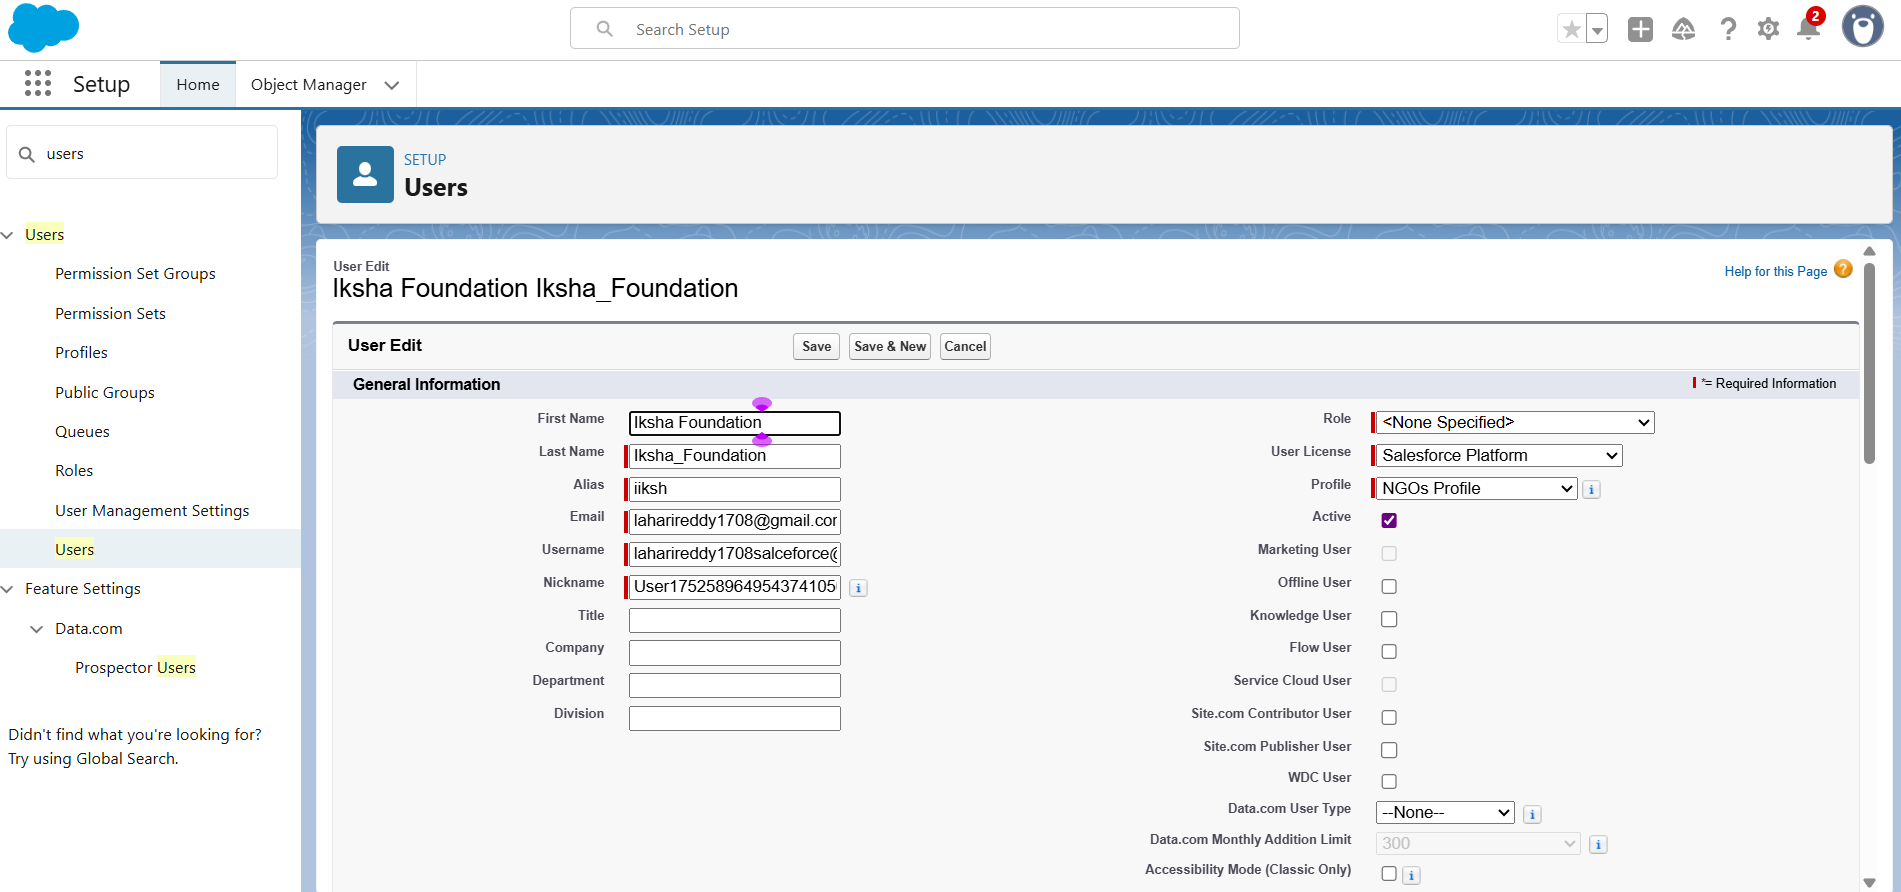 Search Setup
2
Setup
Home
Object Manager
users
Users
Permission Set Groups
Permission Sets
Profiles
Public Groups
Queues
Roles
User Management Settings
Users
Feature Settings
Data.com
Prospector Users
Didn't find what you're looking for?
Try using Global Search.
SETUP
Users
User Edit
Iksha Foundation Iksha_Foundation
Help for this Page ?
User Edit
Save
Save & New
Cancel
General Information
*= Required Information
First Name Iksha Foundation
Last Name Iksha_Foundation
Alias iiksh
Email laharireddy1708@gmail.cor
Username laharireddy1708salceforce@
Nickname User175258964954374105
Title
Company
Department
Division
Role <None Specified>
User License Salesforce Platform
Profile NGOs Profile
Active
Marketing User
Offline User
Knowledge User
Flow User
Service Cloud User
Site.com Contributor User
Site.com Publisher User
WDC User
Data.com User Type --None--
Data.com Monthly Addition Limit 300
Accessibility Mode (Classic Only)